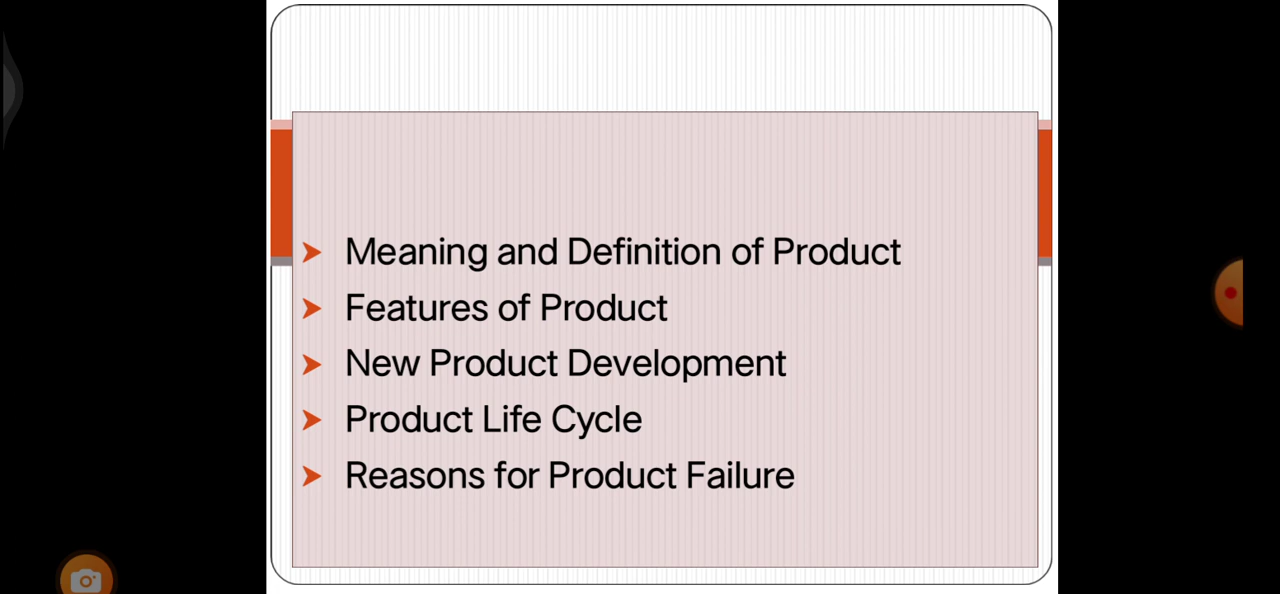 Meaning and Definition of Product
Features of Product
New Product Development
Product Life Cycle
Reasons for Product Failure